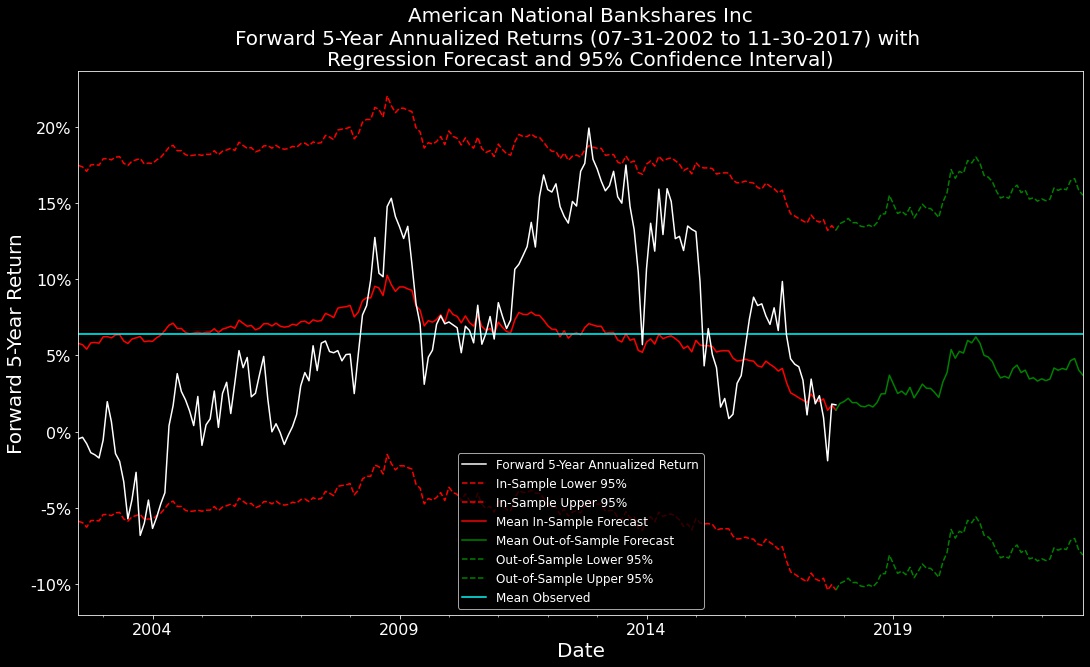 American National Bankshares Inc
Forward 5-Year Annualized Returns (07-31-2002 to 11-30-2017) with
Regression Forecast and 95% Confidence Interval)
Forward 5-Year Return
20%
15%
10%
5%
0%
-5%
-10%
Forward 5-Year Annualized Return
In-Sample Lower 95%
In-Sample Upper 95%
Mean In-Sample Forecast
Mean Out-of-Sample Forecast
Out-of-Sample Lower 95%
Out-of-Sample Upper 95%
Mean Observed
2004
2009
2014
2019
Date